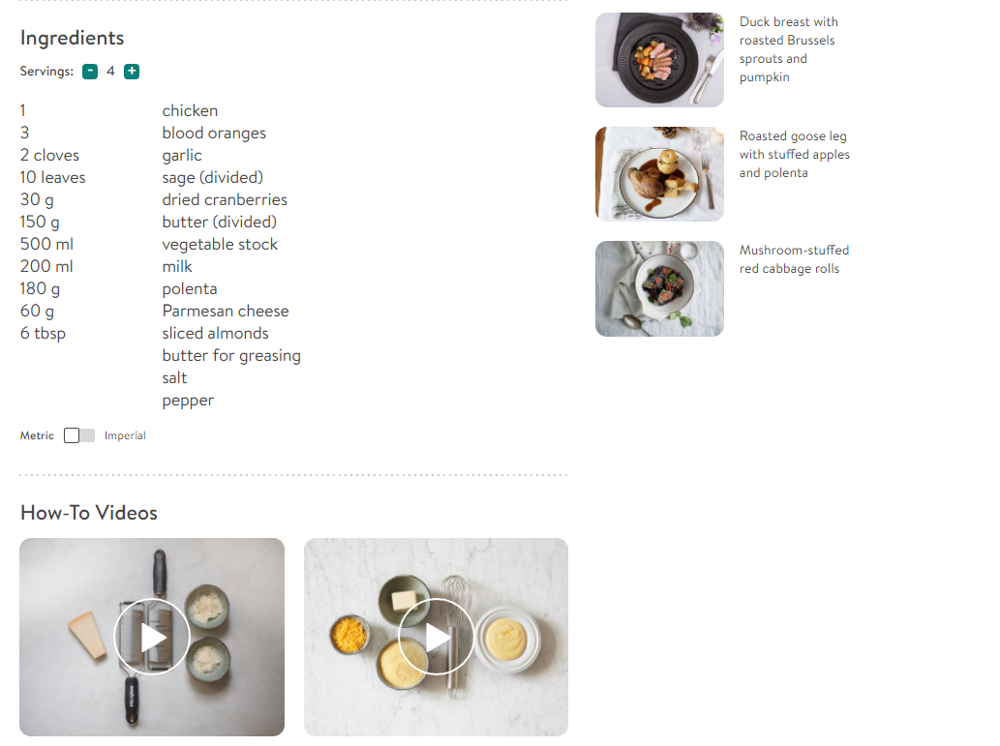 Ingredients
Servings: - 4 +
1 chicken
3 blood oranges
2 cloves garlic
10 leaves sage (divided)
30 g dried cranberries
150 g butter (divided)
500 ml vegetable stock
200 ml milk
180 g polenta
60 g Parmesan cheese
6 tbsp sliced almonds
butter for greasing
salt
pepper
Metric Imperial
How-To Videos
Duck breast with
roasted Brussels
sprouts and
pumpkin
Roasted goose leg
with stuffed apples
and polenta
Mushroom-stuffed
red cabbage rolls